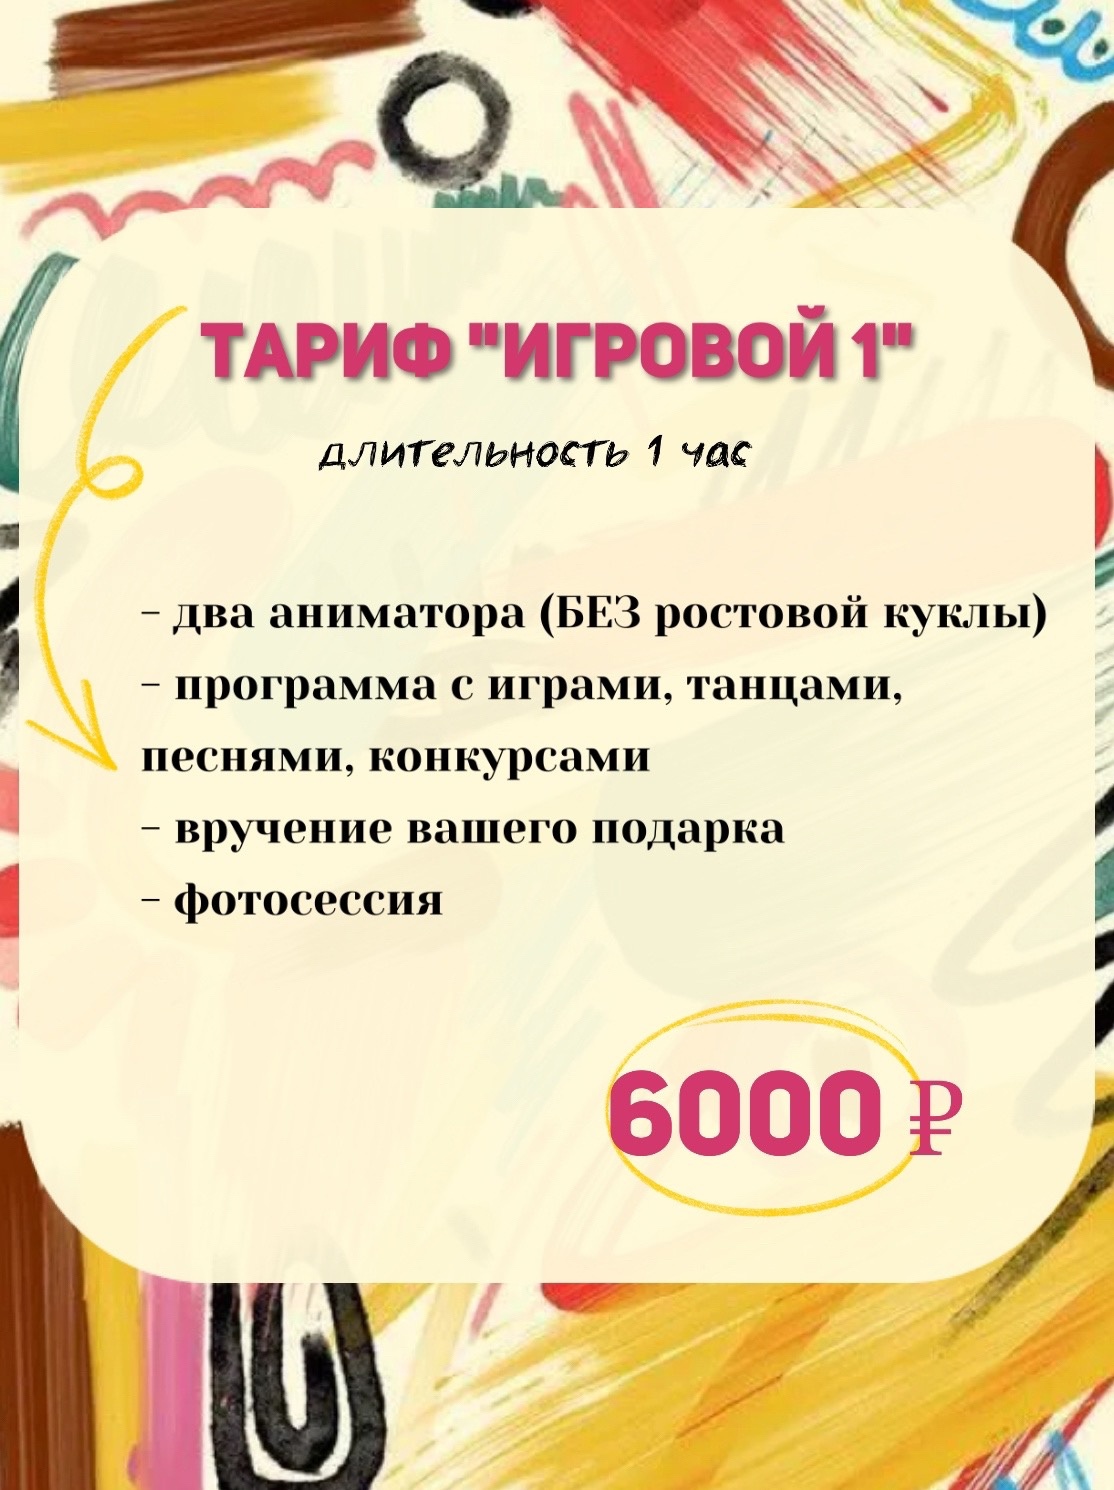 ТАРИФ "ИГРОВОЙ 1"
длительность 1 час
- два аниматора (БЕЗ ростовой куклы)
- программа с играми, танцами,
песнями, конкурсами
- вручение вашего подарка
- фотосессия
6000 ₽